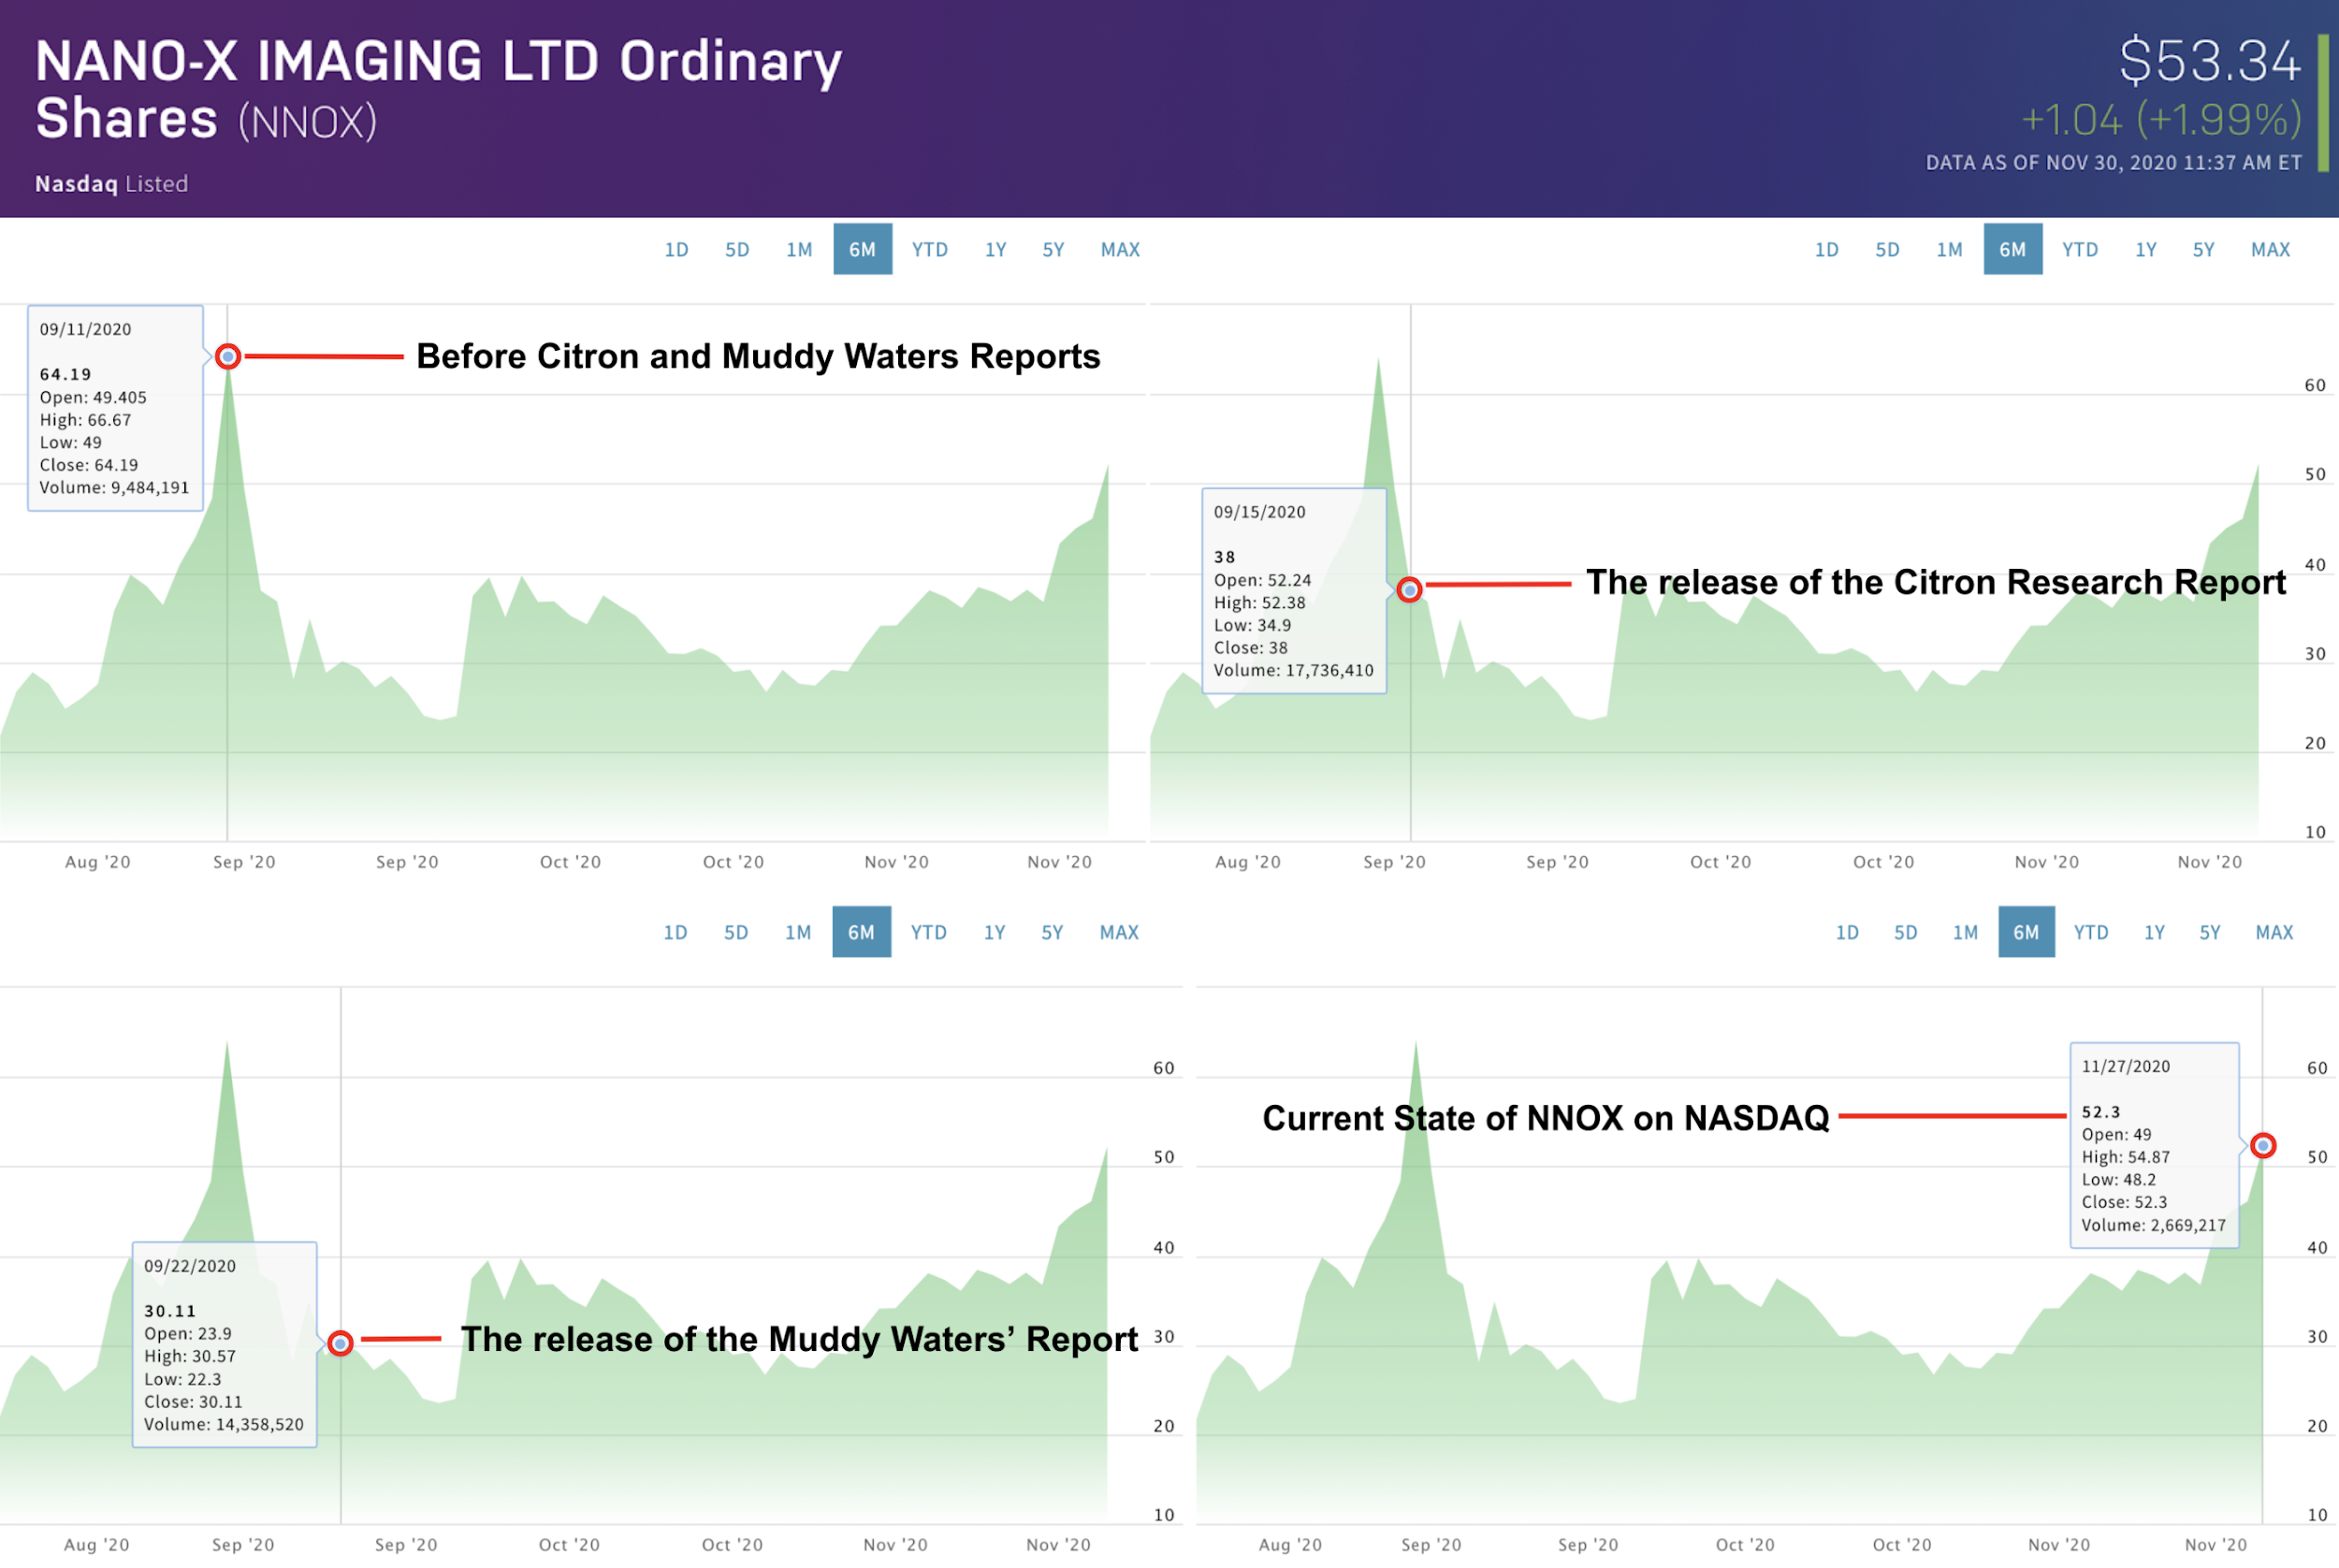 NANO-X IMAGING LTD Ordinary
Shares (NNOX)
Nasdaq Listed
$53.34
+1.04 (+1.99%)
DATA AS OF NOV 30, 2020 11:37 AM ET
1D 5D 1M 6M YTD 1Y 5Y MAX
09/11/2020
64.19
Open: 49.405
High: 66.67
Low: 49
Close: 64.19
Volume: 9,484,191
Before Citron and Muddy Waters Reports
Aug '20 Sep '20 Sep '20 Oct '20 Oct '20 Nov '20 Nov '20
1D 5D 1M 6M YTD 1Y 5Y MAX
09/15/2020
38
Open: 52.24
High: 52.38
Low: 34.9
Close: 38
Volume: 17,736,410
The release of the Citron Research Report
60
50
40
30
20
10
Aug '20 Sep '20 Sep '20 Oct '20 Oct '20 Nov '20 Nov '20
1D 5D 1M 6M YTD 1Y 5Y MAX
09/22/2020
30.11
Open: 23.9
High: 30.57
Low: 22.3
Close: 30.11
Volume: 14,358,520
The release of the Muddy Waters’ Report
60
50
40
30
20
10
Aug '20 Sep '20 Sep '20 Oct '20 Oct '20 Nov '20 Nov '20
1D 5D 1M 6M YTD 1Y 5Y MAX
Current State of NNOX on NASDAQ
11/27/2020
52.3
Open: 49
High: 54.87
Low: 48.2
Close: 52.3
Volume: 2,669,217
60
50
40
30
20
10
Aug '20 Sep '20 Sep '20 Oct '20 Oct '20 Nov '20 Nov '20